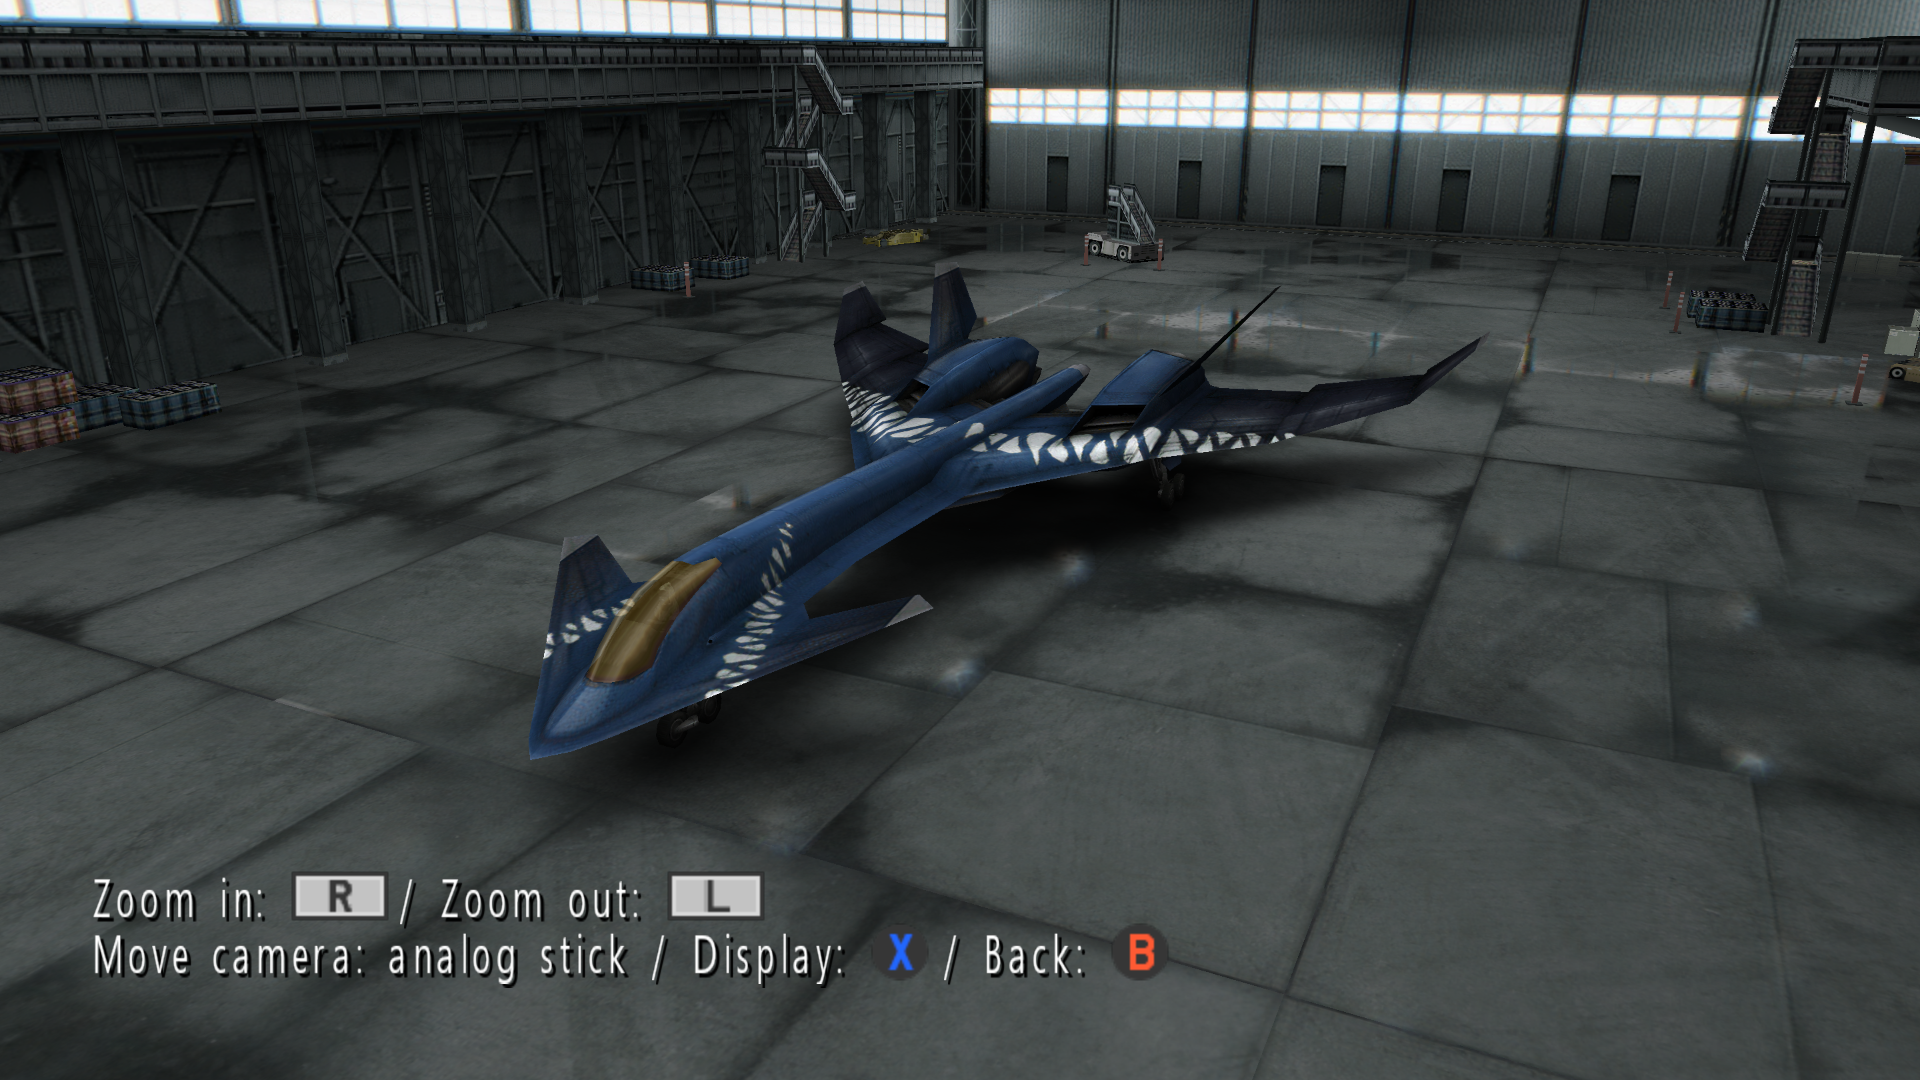 Zoom in: R / Zoom out: L
Move camera: analog stick / Display: X / Back: B